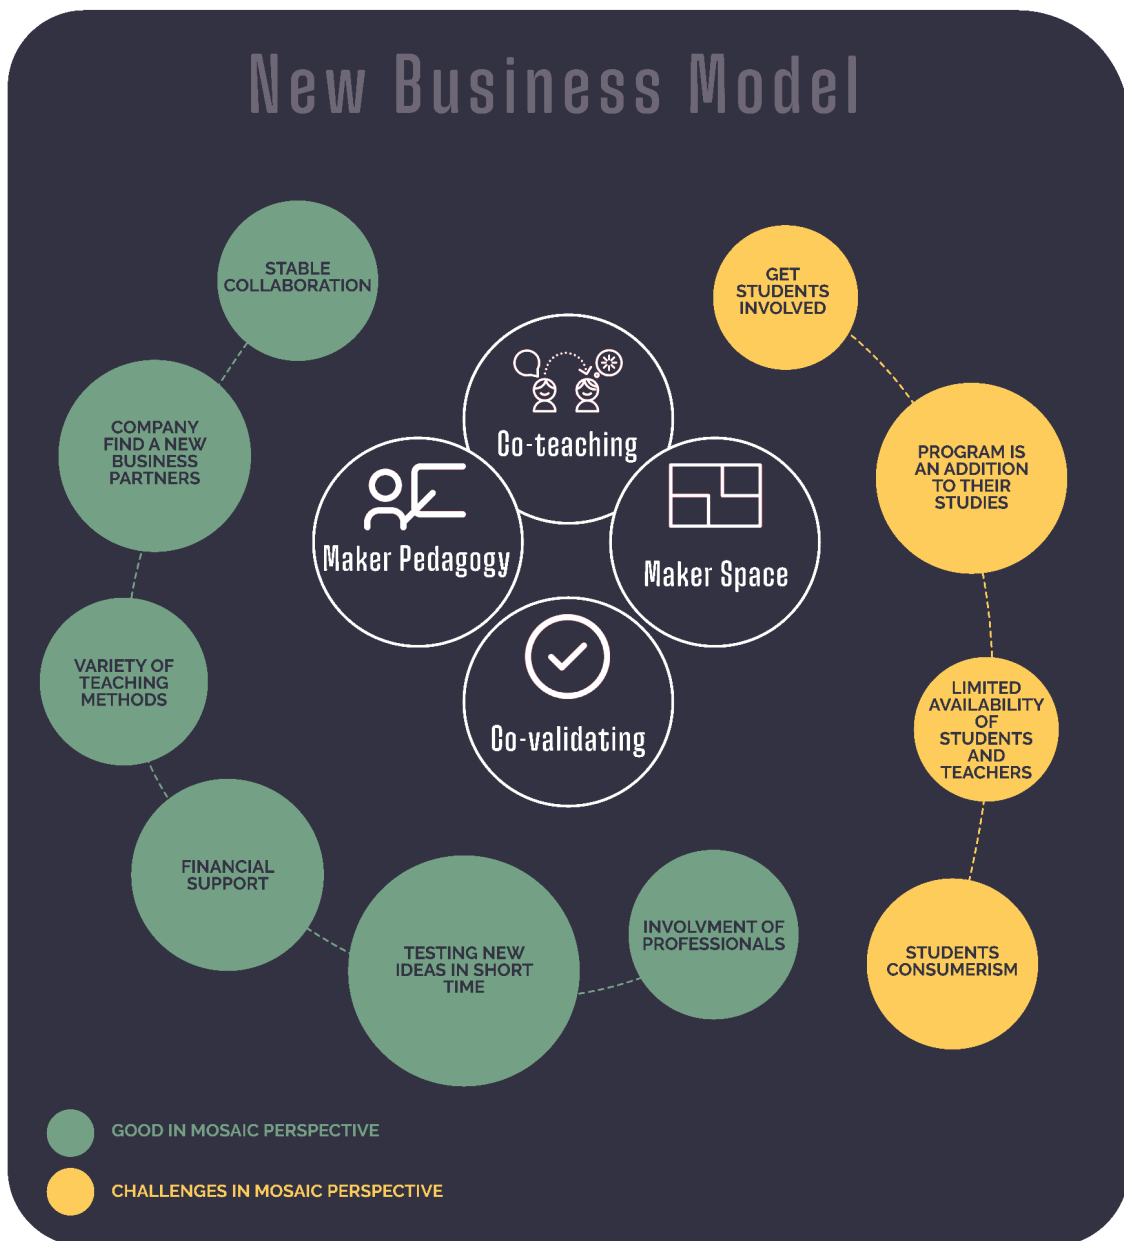 New Business Model
STABLE
COLLABORATION
COMPANY
FIND A NEW
BUSINESS
PARTNERS
VARIETY OF
TEACHING
METHODS
FINANCIAL
SUPPORT
TESTING NEW
IDEAS IN SHORT
TIME
INVOLVMENT OF
PROFESSIONALS
Co-teaching
Maker Pedagogy
Maker Space
Co-validating
GET
STUDENTS
INVOLVED
PROGRAM IS
AN ADDITION
TO THEIR
STUDIES
LIMITED
AVAILABILITY
OF
STUDENTS
AND
TEACHERS
STUDENTS
CONSUMERISM
GOOD IN MOSAIC PERSPECTIVE
CHALLENGES IN MOSAIC PERSPECTIVE